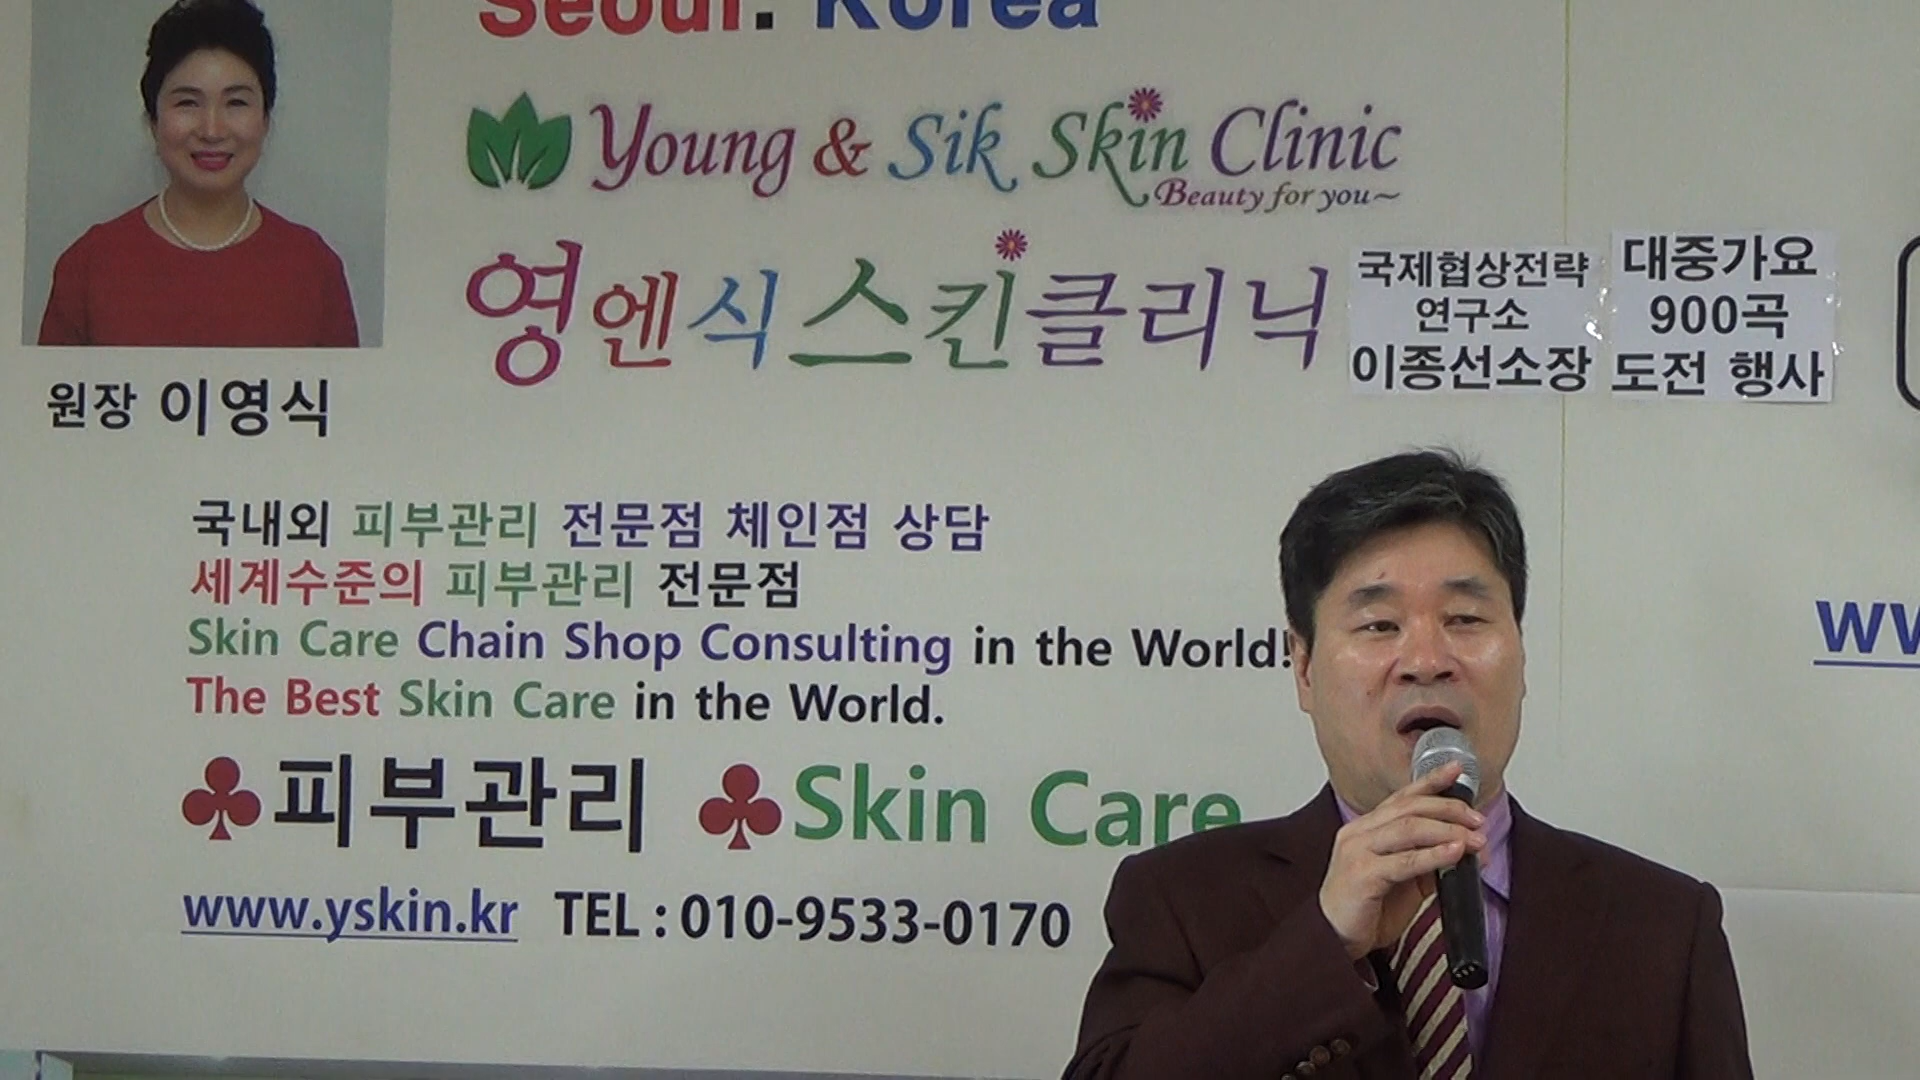 Seoul. Korea
Young & Sik Skin Clinic
Beauty for you~
영엔식스킨클리닉
국제협상전략
연구소
이종선소장
대중가요
900곡
도전 행사
원장 이영식
국내외 피부관리 전문점 체인점 상담
세계수준의 피부관리 전문점
Skin Care Chain Shop Consulting in the World!
The Best Skin Care in the World.
♣피부관리 ♣Skin Care
www.yskin.kr TEL : 010-9533-0170